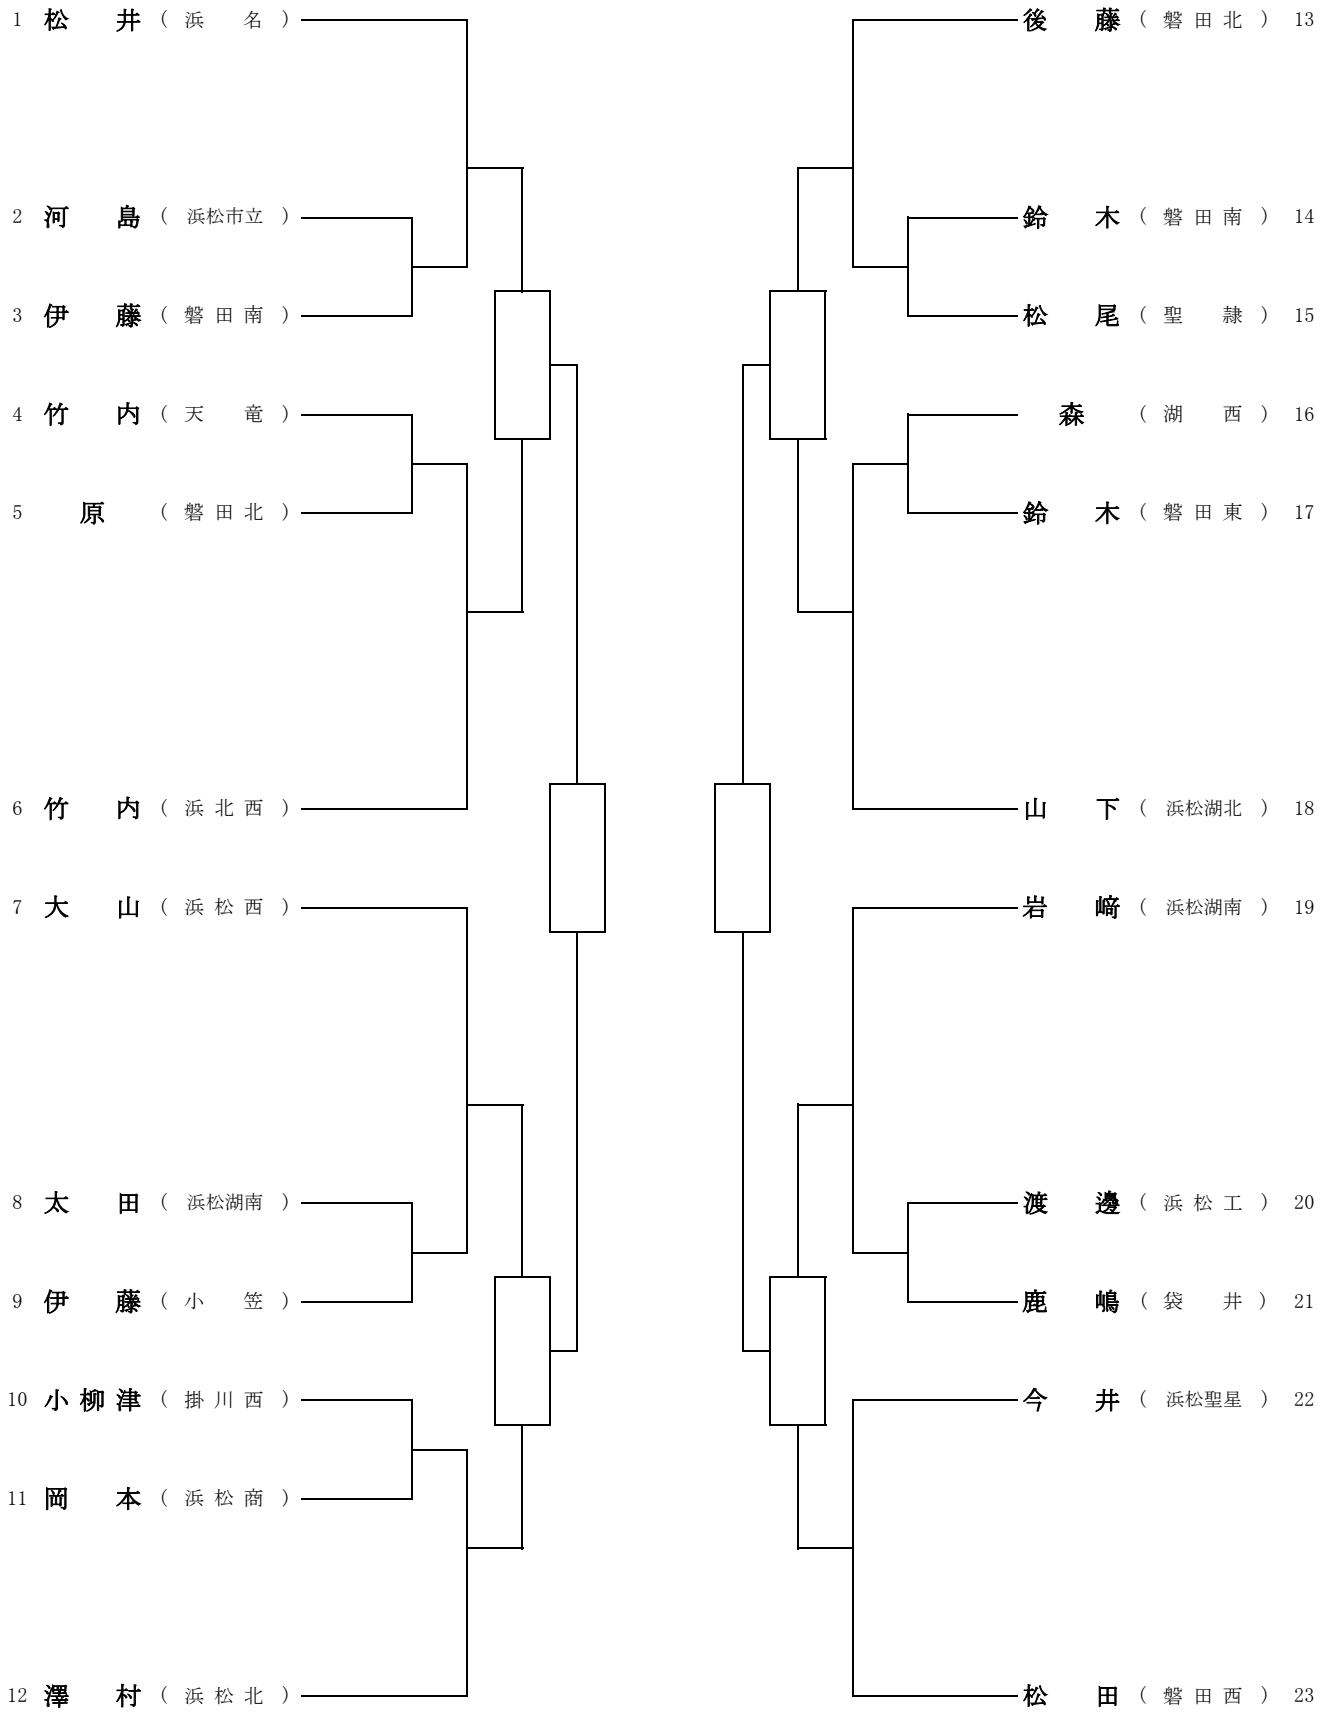 1 松井 ( 浜名 )
2 河島 ( 浜松市立 )
3 伊藤 ( 磐田南 )
4 竹内 ( 天竜 )
5 原 ( 磐田北 )
6 竹内 ( 浜北西 )
7 大山 ( 浜松西 )
8 太田 ( 浜松湖南 )
9 伊藤 ( 小笠 )
10 小柳津 ( 掛川西 )
11 岡本 ( 浜松商 )
12 澤村 ( 浜松北 )
後藤 ( 磐田北 ) 13
鈴木 ( 磐田南 ) 14
松尾 ( 聖隷 ) 15
森 ( 湖西 ) 16
鈴木 ( 磐田東 ) 17
山下 ( 浜松湖北 ) 18
岩﨑 ( 浜松湖南 ) 19
渡邊 ( 浜松工 ) 20
鹿嶋 ( 袋井 ) 21
今井 ( 浜松聖星 ) 22
松田 ( 磐田西 ) 23